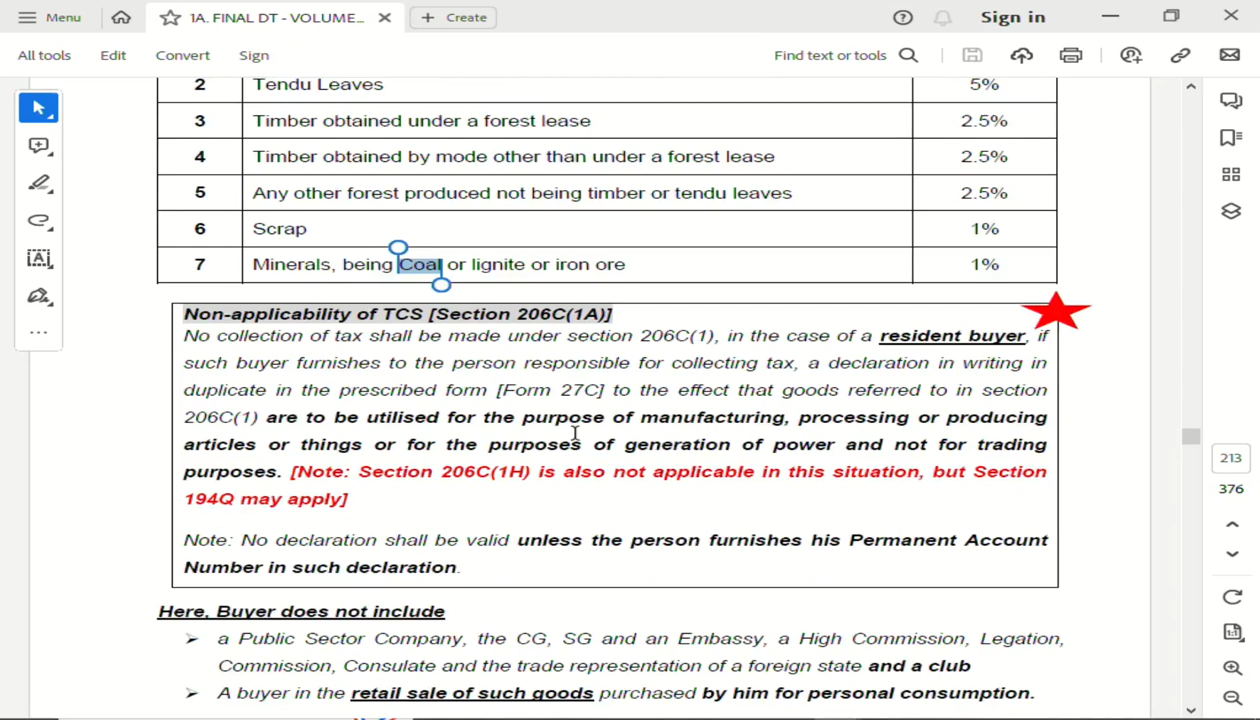 Menu
1A. FINAL DT - VOLUME...
Create
Sign in
All tools
Edit
Convert
Sign
Find text or tools
2 Tendu Leaves 5%
3 Timber obtained under a forest lease 2.5%
4 Timber obtained by mode other than under a forest lease 2.5%
5 Any other forest produced not being timber or tendu leaves 2.5%
6 Scrap 1%
7 Minerals, being Coal or lignite or iron ore 1%
Non-applicability of TCS [Section 206C(1A)]
No collection of tax shall be made under section 206C(1), in the case of a resident buyer, if
such buyer furnishes to the person responsible for collecting tax, a declaration in writing in
duplicate in the prescribed form [Form 27C] to the effect that goods referred to in section
206C(1) are to be utilised for the purpose of manufacturing, processing or producing
articles or things or for the purposes of generation of power and not for trading
purposes. [Note: Section 206C(1H) is also not applicable in this situation, but Section
194Q may apply]
Note: No declaration shall be valid unless the person furnishes his Permanent Account
Number in such declaration.
Here, Buyer does not include
➢ a Public Sector Company, the CG, SG and an Embassy, a High Commission, Legation,
Commission, Consulate and the trade representation of a foreign state and a club
➢ A buyer in the retail sale of such goods purchased by him for personal consumption.
213
376